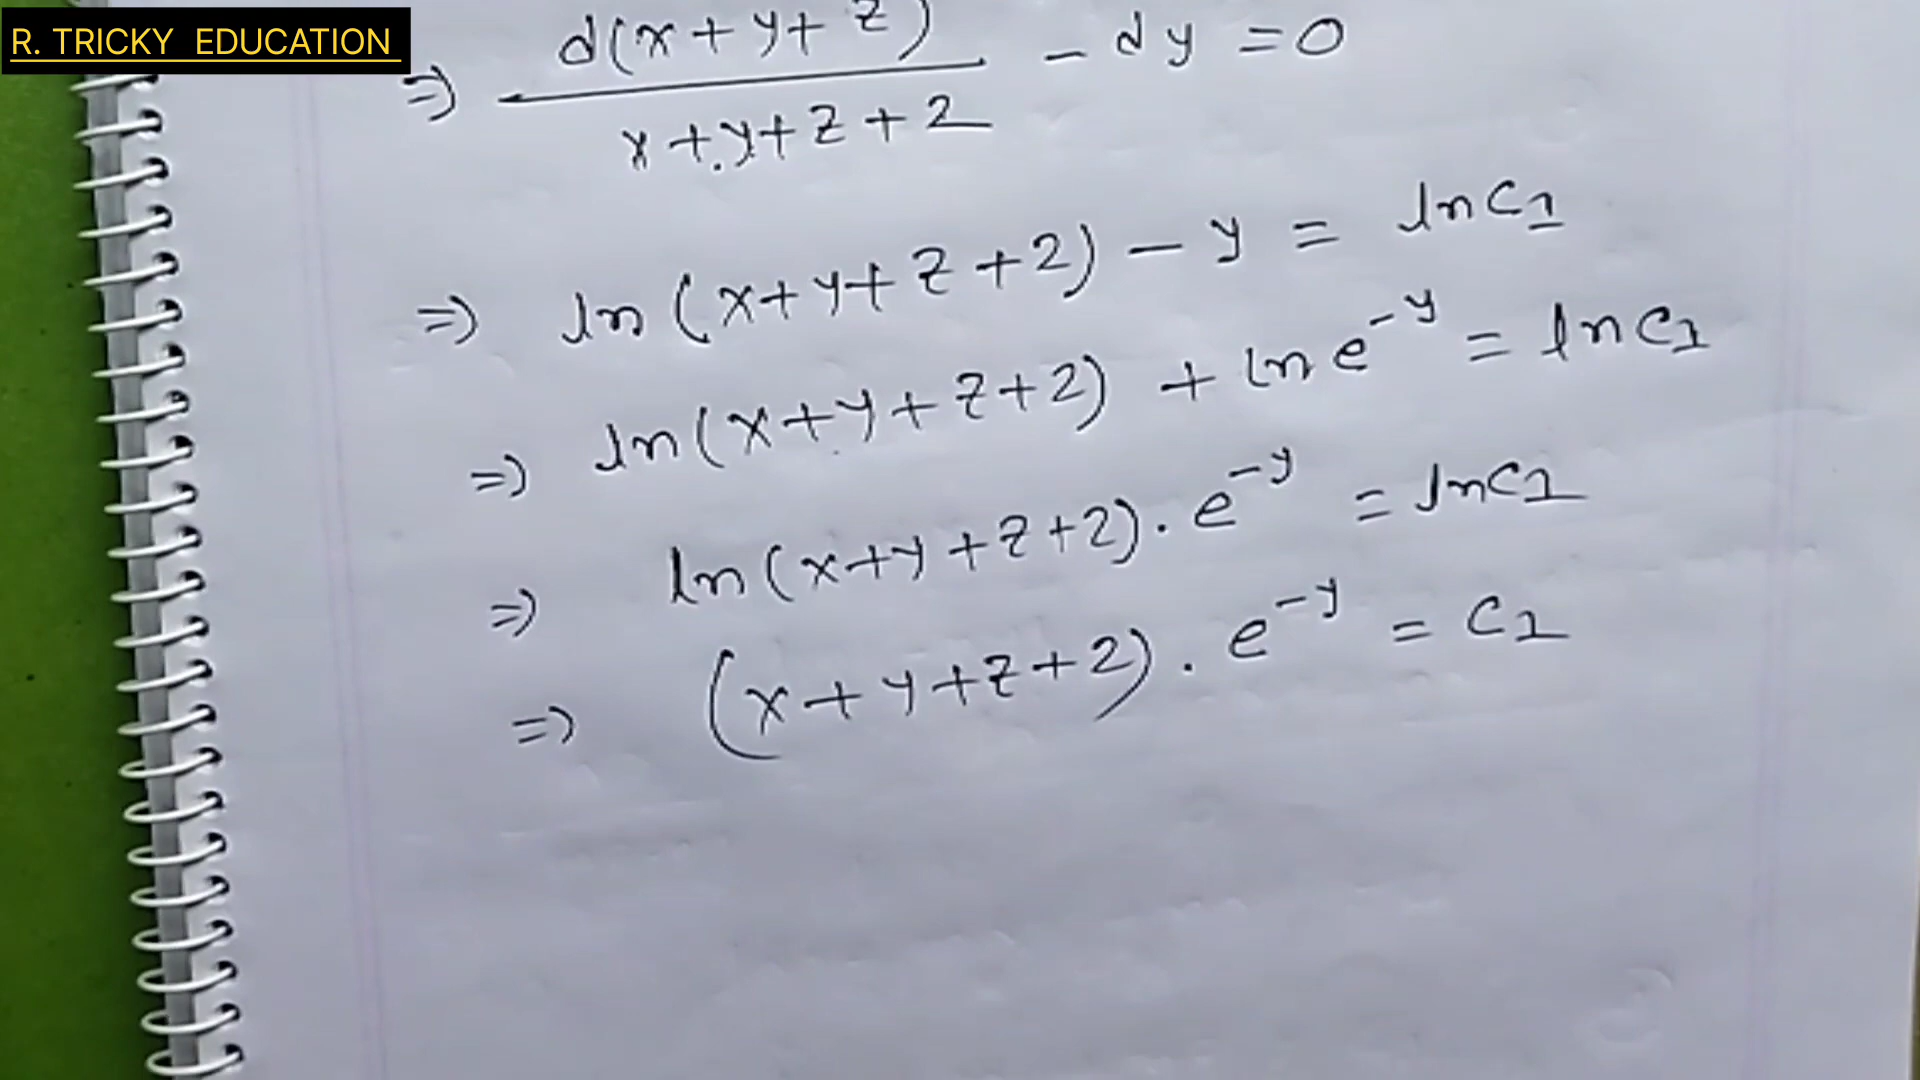 R. TRICKY EDUCATION
⇒ d(x+y+z)/(x+y+z+2) - dy = 0
⇒ ln(x+y+z+2) - y = ln c₁
⇒ ln(x+y+z+2) + ln e^(-y) = ln c₁
⇒ ln(x+y+z+2)·e^(-y) = ln c₁
⇒ (x+y+z+2)·e^(-y) = c₁